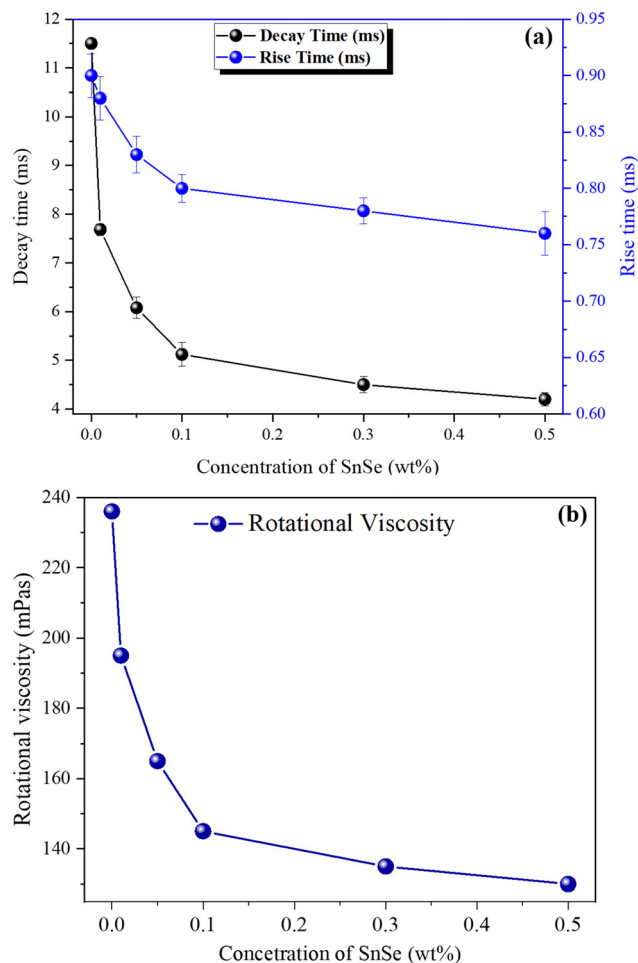 (a)
Decay Time (ms)
Rise Time (ms)
12
11
10
9
8
7
6
5
4
Decay time (ms)
0.95
0.90
0.85
0.80
0.75
0.70
0.65
0.60
Rise time (ms)
0.0 0.1 0.2 0.3 0.4 0.5
Concentration of SnSe (wt%)
(b)
Rotational Viscosity
240
220
200
180
160
140
Rotational viscosity (mPas)
0.0 0.1 0.2 0.3 0.4 0.5
Concetration of SnSe (wt%)